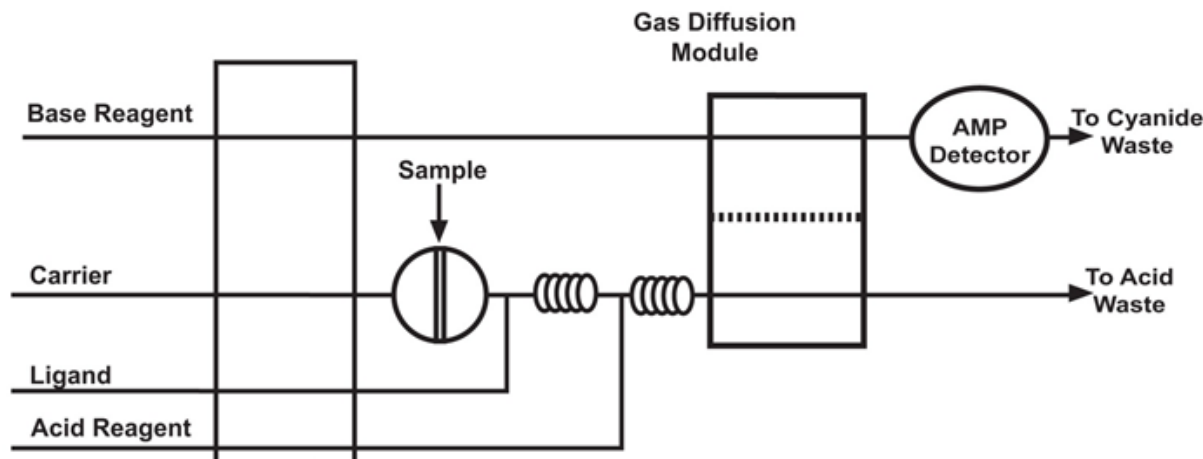 Gas Diffusion
Module
Base Reagent
AMP
Detector
To Cyanide
Waste
Sample
Carrier
To Acid
Waste
Ligand
Acid Reagent